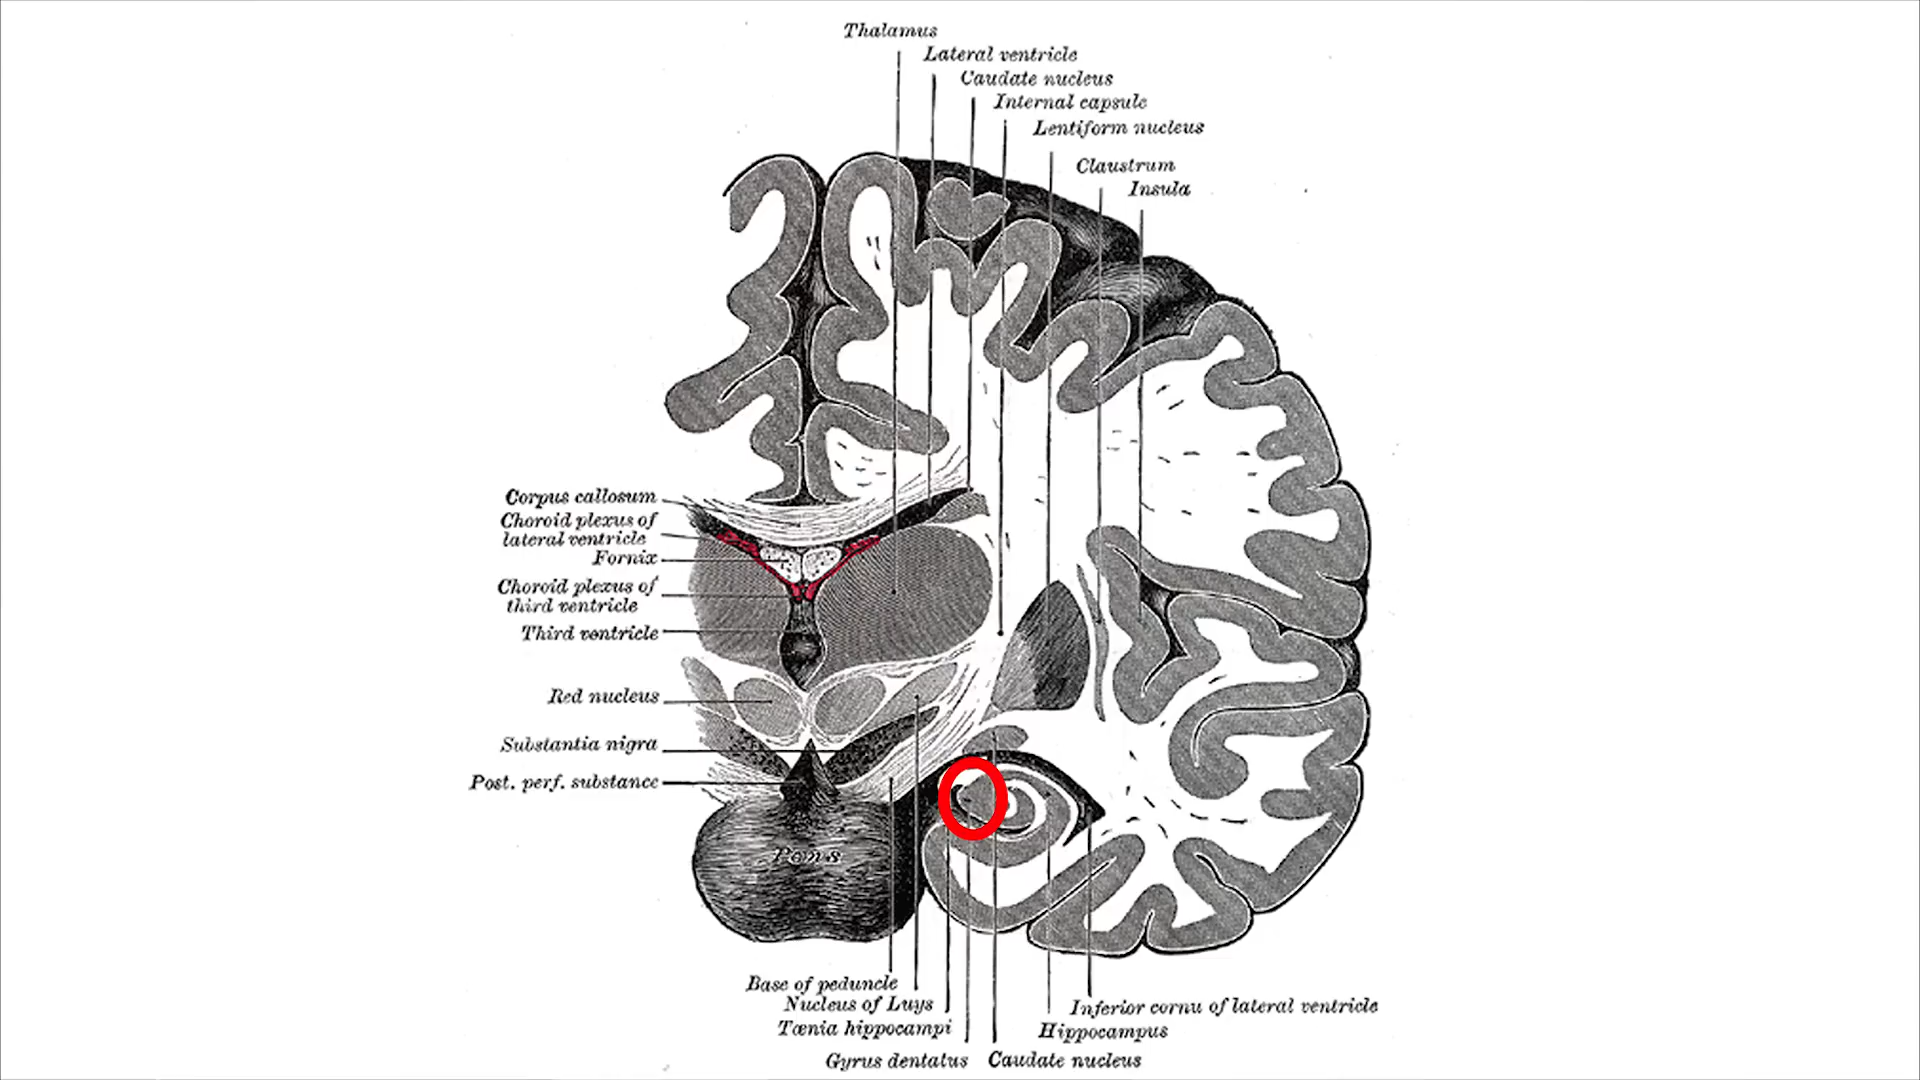 Thalamus
Lateral ventricle
Caudate nucleus
Internal capsule
Lentiform nucleus
Claustrum
Insula
Corpus callosum
Choroid plexus of
lateral ventricle
Fornix
Choroid plexus of
third ventricle
Third ventricle
Red nucleus
Substantia nigra
Post. perf. substance
Pons
Base of peduncle
Nucleus of Luys
Tænia hippocampi
Gyrus dentatus
Caudate nucleus
Hippocampus
Inferior cornu of lateral ventricle